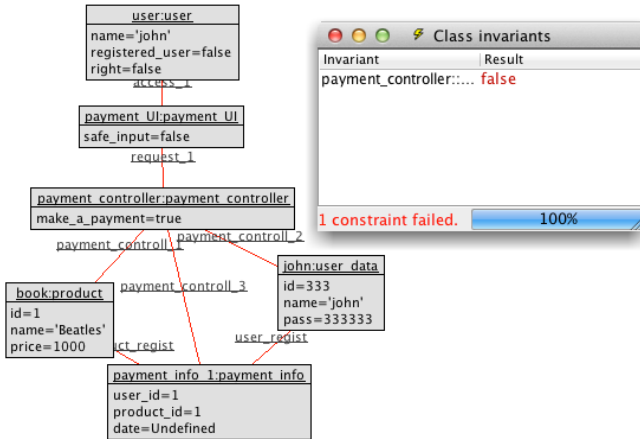 user:user
name='john'
registered_user=false
right=false
access_1
payment_UI:payment_UI
safe_input=false
request_1
payment_controller:payment_controller
make_a_payment=true
payment_controll_1
payment_controll_2
payment_controll_3
book:product
id=1
name='Beatles'
price=1000
john:user_data
id=333
name='john'
pass=333333
uct_regist
user_regist
payment_info_1:payment_info
user_id=1
product_id=1
date=Undefined
Class invariants
Invariant Result
payment_controller::... false
1 constraint failed. 100%